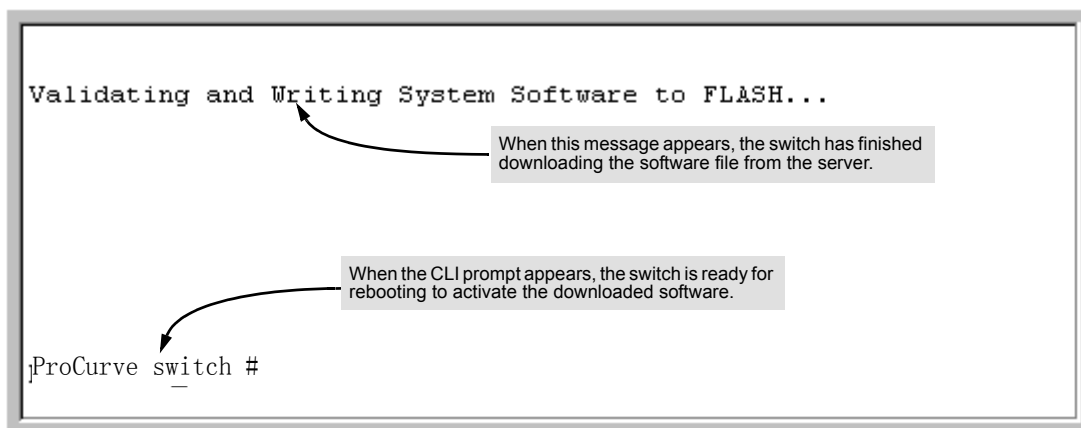 Validating and Writing System Software to FLASH...
When this message appears, the switch has finished
downloading the software file from the server.
When the CLI prompt appears, the switch is ready for
rebooting to activate the downloaded software.
ProCurve switch #